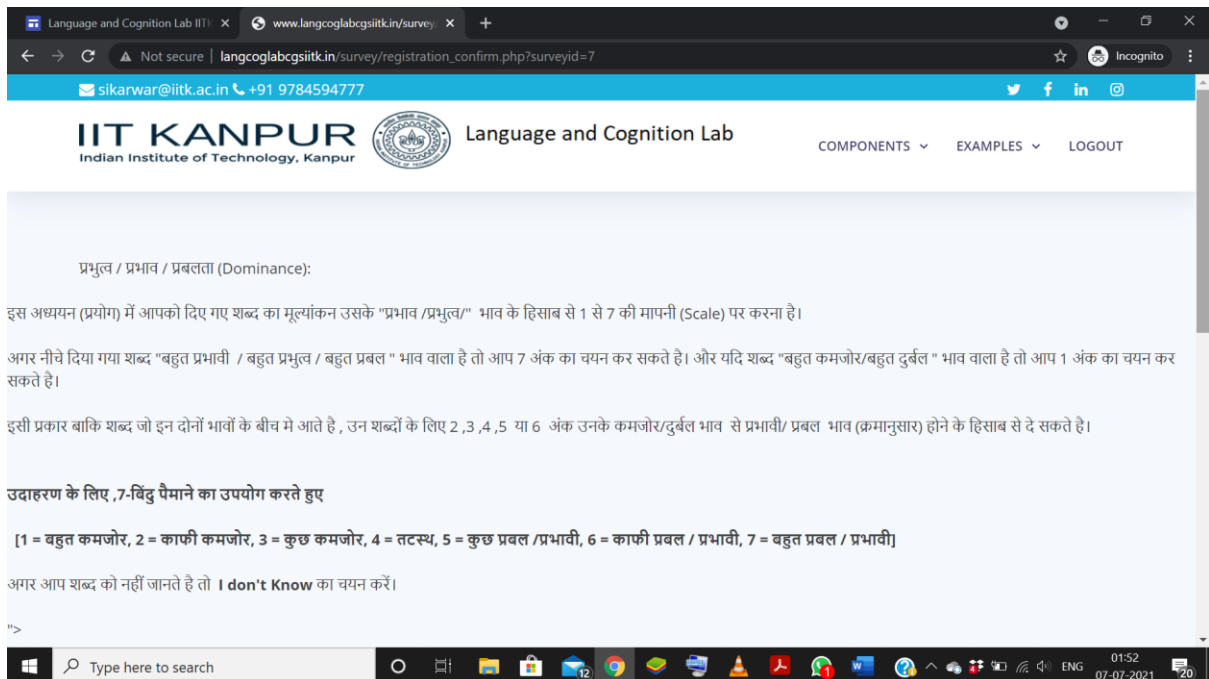 Language and Cognition Lab IITK
www.langcoglabcgsiitk.in/survey/
Not secure | langcoglabcgsiitk.in/survey/registration_confirm.php?surveyid=7
Incognito
sikarwar@iitk.ac.in +91 9784594777
IIT KANPUR
Indian Institute of Technology, Kanpur
Language and Cognition Lab
COMPONENTS EXAMPLES LOGOUT
प्रभुत्व / प्रभाव / प्रबलता (Dominance):
इस अध्ययन (प्रयोग) में आपको दिए गए शब्द का मूल्यांकन उसके "प्रभाव /प्रभुत्व/" भाव के हिसाब से 1 से 7 की मापनी (Scale) पर करना है।
अगर नीचे दिया गया शब्द "बहुत प्रभावी / बहुत प्रभुत्व / बहुत प्रबल " भाव वाला है तो आप 7 अंक का चयन कर सकते है। और यदि शब्द "बहुत कमजोर/बहुत दुर्बल " भाव वाला है तो आप 1 अंक का चयन कर
सकते है।
इसी प्रकार बाकि शब्द जो इन दोनों भावों के बीच मे आते है , उन शब्दों के लिए 2 ,3 ,4 ,5 या 6 अंक उनके कमजोर/दुर्बल भाव से प्रभावी/ प्रबल भाव (क्रमानुसार) होने के हिसाब से दे सकते है।
उदाहरण के लिए ,7-बिंदु पैमाने का उपयोग करते हुए
[1 = बहुत कमजोर, 2 = काफी कमजोर, 3 = कुछ कमजोर, 4 = तटस्थ, 5 = कुछ प्रबल /प्रभावी, 6 = काफी प्रबल / प्रभावी, 7 = बहुत प्रबल / प्रभावी]
अगर आप शब्द को नहीं जानते है तो I don't Know का चयन करें।
">
Type here to search
12
1
ENG
01:52
07-07-2021
20